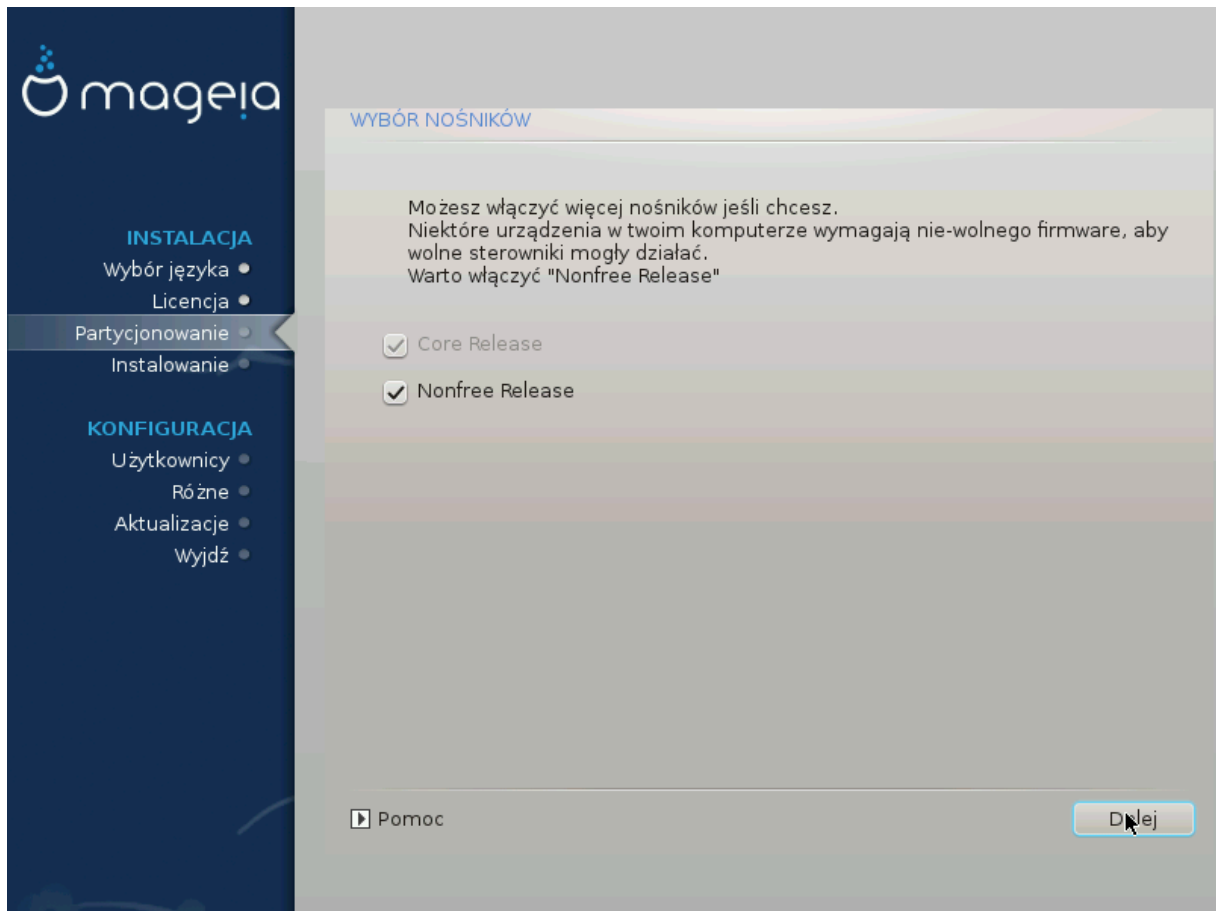 mageia
INSTALACJA
Wybór języka
Licencja
Partycjonowanie
Instalowanie
KONFIGURACJA
Użytkownicy
Różne
Aktualizacje
Wyjdź
WYBÓR NOŚNIKÓW
Możesz włączyć więcej nośników jeśli chcesz.
Niektóre urządzenia w twoim komputerze wymagają nie-wolnego firmware, aby
wolne sterowniki mogły działać.
Warto włączyć "Nonfree Release"
Core Release
Nonfree Release
Pomoc
Dalej